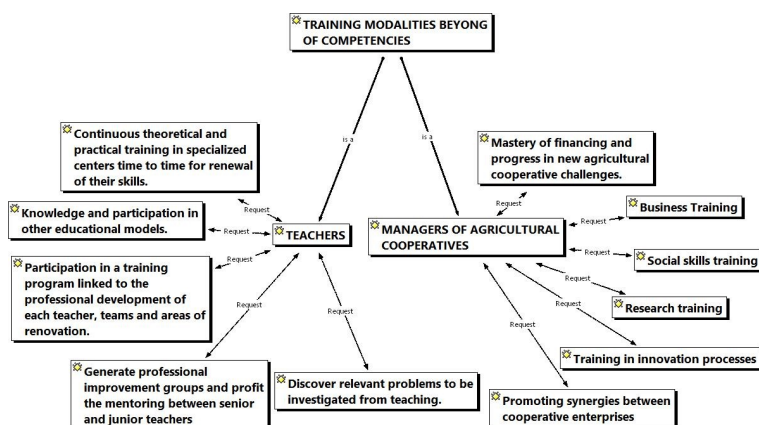 TRAINING MODALITIES BEYONG
OF COMPETENCIES
is a
is a
Continuous theoretical and
practical training in specialized
centers time to time for renewal
of their skills.
Mastery of financing and
progress in new agricultural
cooperative challenges.
Request
Request
Knowledge and participation in
other educational models.
Request
TEACHERS
MANAGERS OF AGRICULTURAL
COOPERATIVES
Request
Business Training
Request
Participation in a training
program linked to the
professional development of
each teacher, teams and areas of
renovation.
Request
Social skills training
Request
Research training
Request
Request
Request
Request
Training in innovation processes
Generate professional
improvement groups and profit
the mentoring between senior
and junior teachers
Discover relevant problems to be
investigated from teaching.
Promoting synergies between
cooperative enterprises